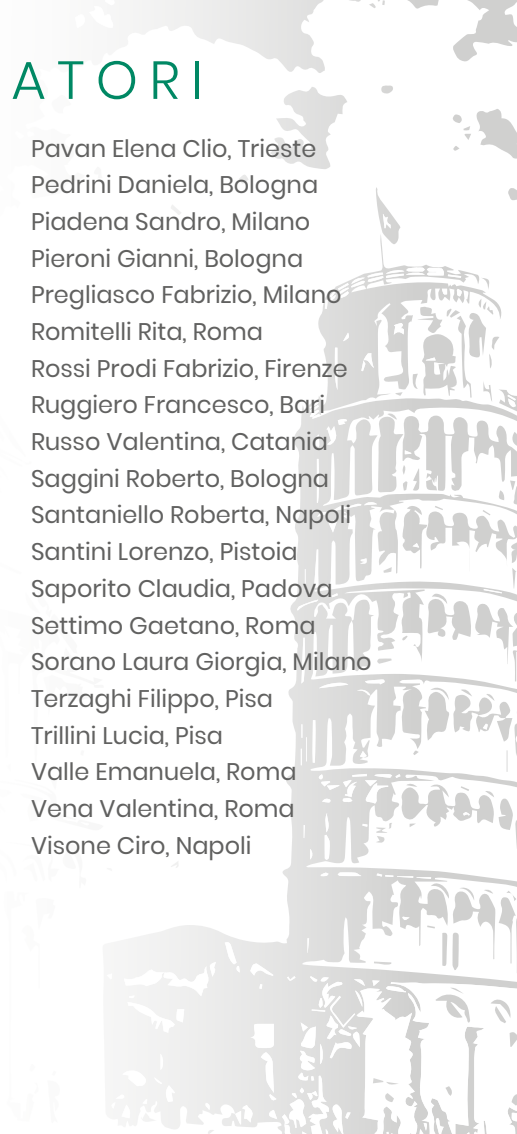 ATORI
Pavan Elena Clio, Trieste
Pedrini Daniela, Bologna
Piadena Sandro, Milano
Pieroni Gianni, Bologna
Pregliasco Fabrizio, Milano
Romitelli Rita, Roma
Rossi Prodi Fabrizio, Firenze
Ruggiero Francesco, Bari
Russo Valentina, Catania
Saggini Roberto, Bologna
Santaniello Roberta, Napoli
Santini Lorenzo, Pistoia
Saporito Claudia, Padova
Settimo Gaetano, Roma
Sorano Laura Giorgia, Milano
Terzaghi Filippo, Pisa
Trillini Lucia, Pisa
Valle Emanuela, Roma
Vena Valentina, Roma
Visone Ciro, Napoli